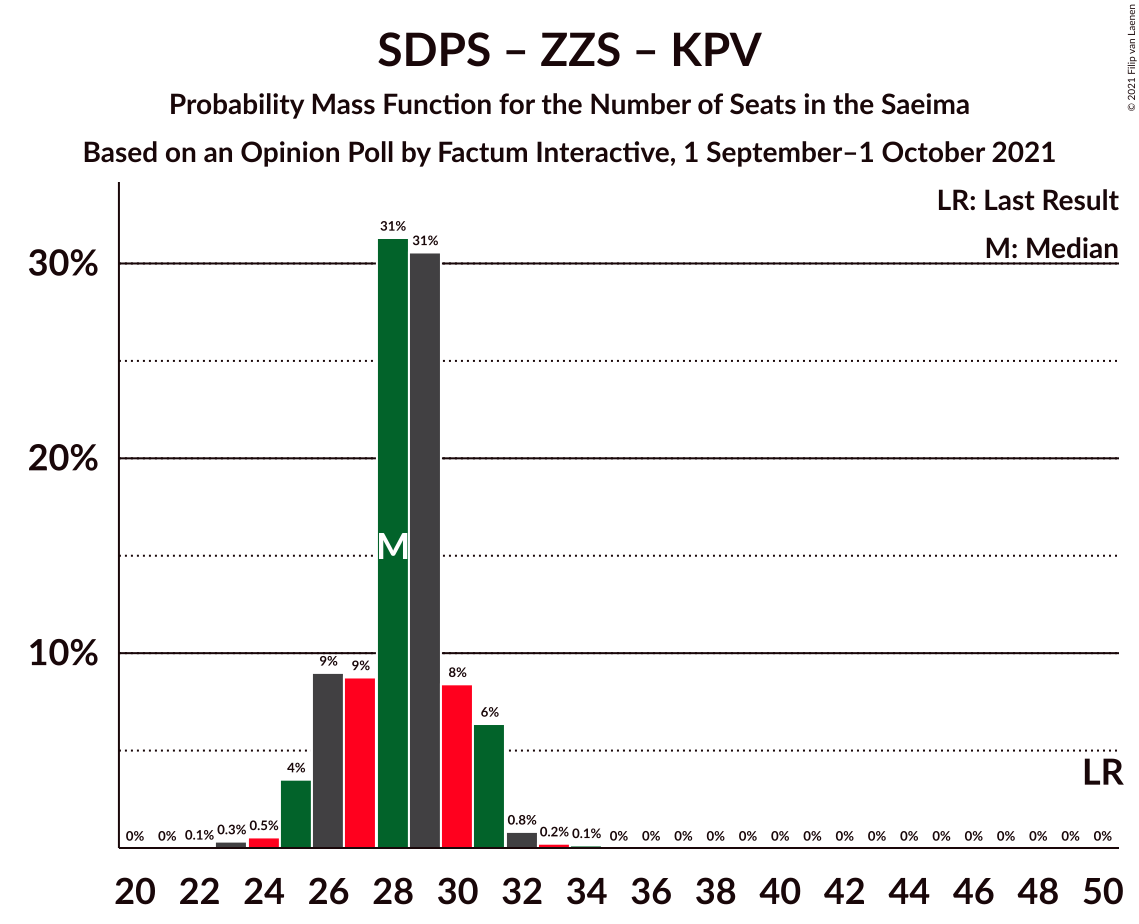 SDPS – ZZS – KPV
Probability Mass Function for the Number of Seats in the Saeima
Based on an Opinion Poll by Factum Interactive, 1 September–1 October 2021
© 2021 Filip van Laenen
LR: Last Result
M: Median
30%
20%
10%
0% 0% 0.1% 0.3% 0.5% 4% 9% 9% 31% 31% 8% 6% 0.8% 0.2% 0.1% 0% 0% 0% 0% 0% 0% 0% 0% 0% 0% 0% 0% 0% 0% 0% 0%
M
LR
20 22 24 26 28 30 32 34 36 38 40 42 44 46 48 50